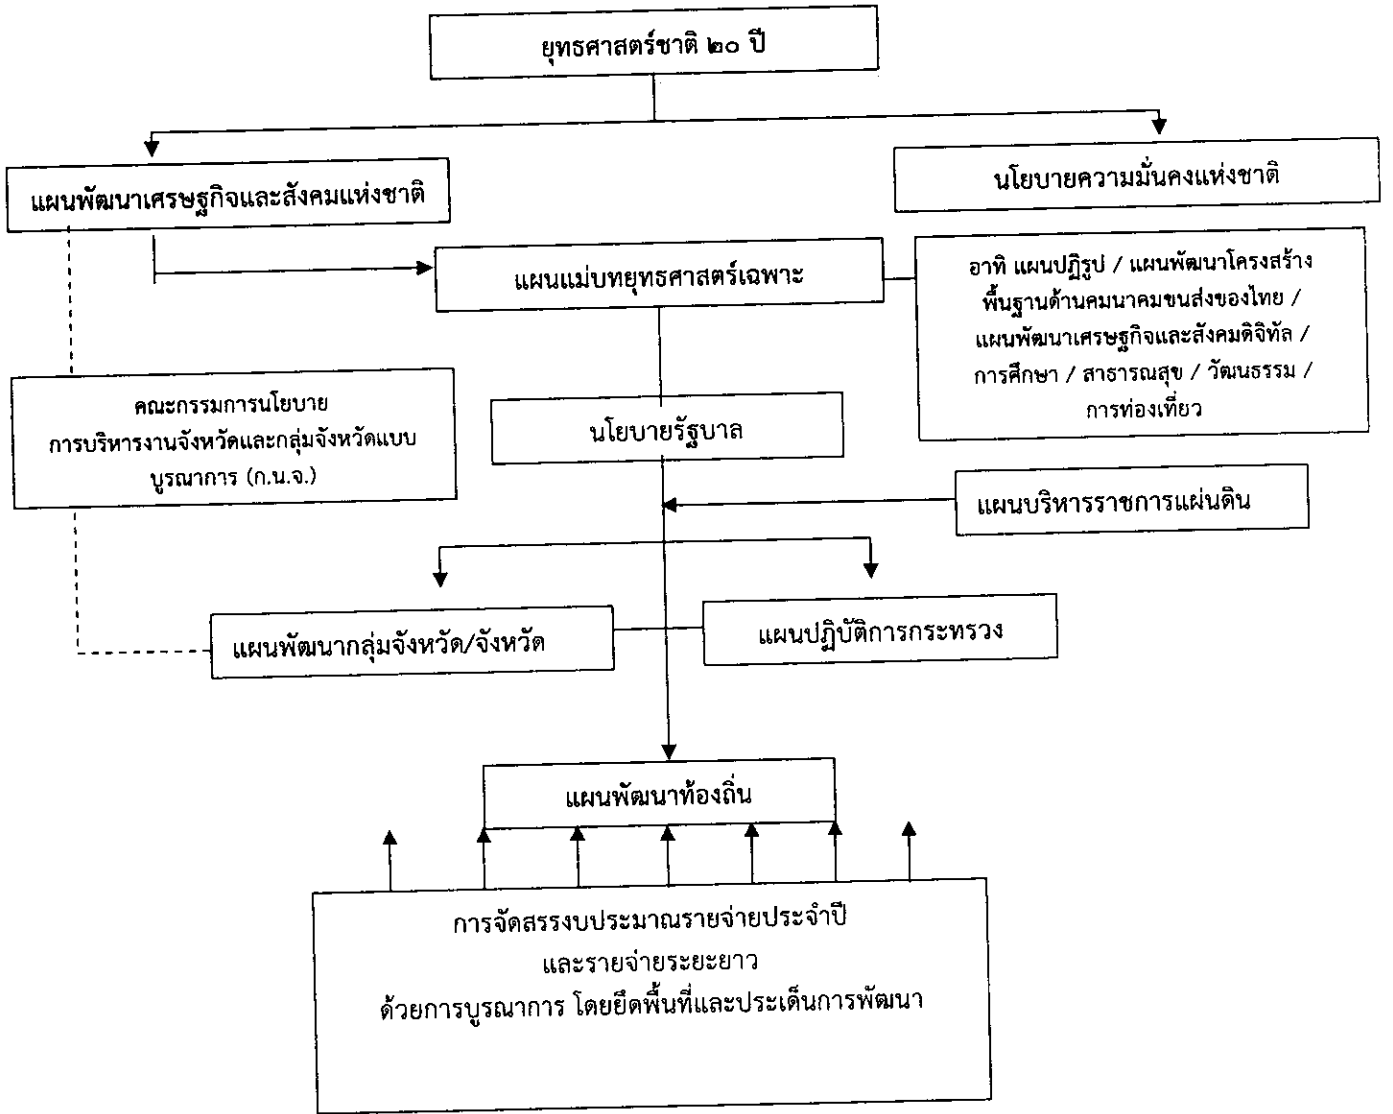 ยุทธศาสตร์ชาติ ๒๐ ปี
แผนพัฒนาเศรษฐกิจและสังคมแห่งชาติ
นโยบายความมั่นคงแห่งชาติ
แผนแม่บทยุทธศาสตร์เฉพาะ
อาทิ แผนปฏิรูป / แผนพัฒนาโครงสร้าง
พื้นฐานด้านคมนาคมขนส่งของไทย /
แผนพัฒนาเศรษฐกิจและสังคมดิจิทัล /
การศึกษา / สาธารณสุข / วัฒนธรรม /
การท่องเที่ยว
คณะกรรมการนโยบาย
การบริหารงานจังหวัดและกลุ่มจังหวัดแบบ
บูรณาการ (ก.น.จ.)
นโยบายรัฐบาล
แผนบริหารราชการแผ่นดิน
แผนพัฒนากลุ่มจังหวัด/จังหวัด
แผนปฏิบัติการกระทรวง
แผนพัฒนาท้องถิ่น
การจัดสรรงบประมาณรายจ่ายประจำปี
และรายจ่ายระยะยาว
ด้วยการบูรณาการ โดยยึดพื้นที่และประเด็นการพัฒนา